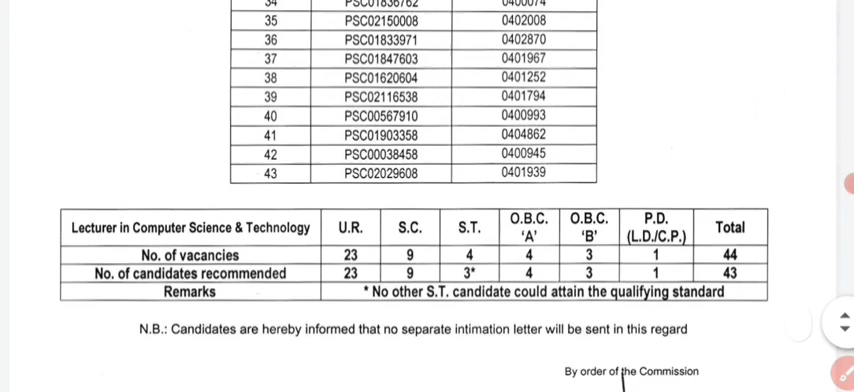 34 PSC01836762 0400074
35 PSC02150008 0402008
36 PSC01833971 0402870
37 PSC01847603 0401967
38 PSC01620604 0401252
39 PSC02116538 0401794
40 PSC00567910 0400993
41 PSC01903358 0404862
42 PSC00038458 0400945
43 PSC02029608 0401939
Lecturer in Computer Science & Technology U.R. S.C. S.T. O.B.C. 'A' O.B.C. 'B' P.D. (L.D./C.P.) Total
No. of vacancies 23 9 4 4 3 1 44
No. of candidates recommended 23 9 3* 4 3 1 43
Remarks * No other S.T. candidate could attain the qualifying standard
N.B.: Candidates are hereby informed that no separate intimation letter will be sent in this regard
By order of the Commission